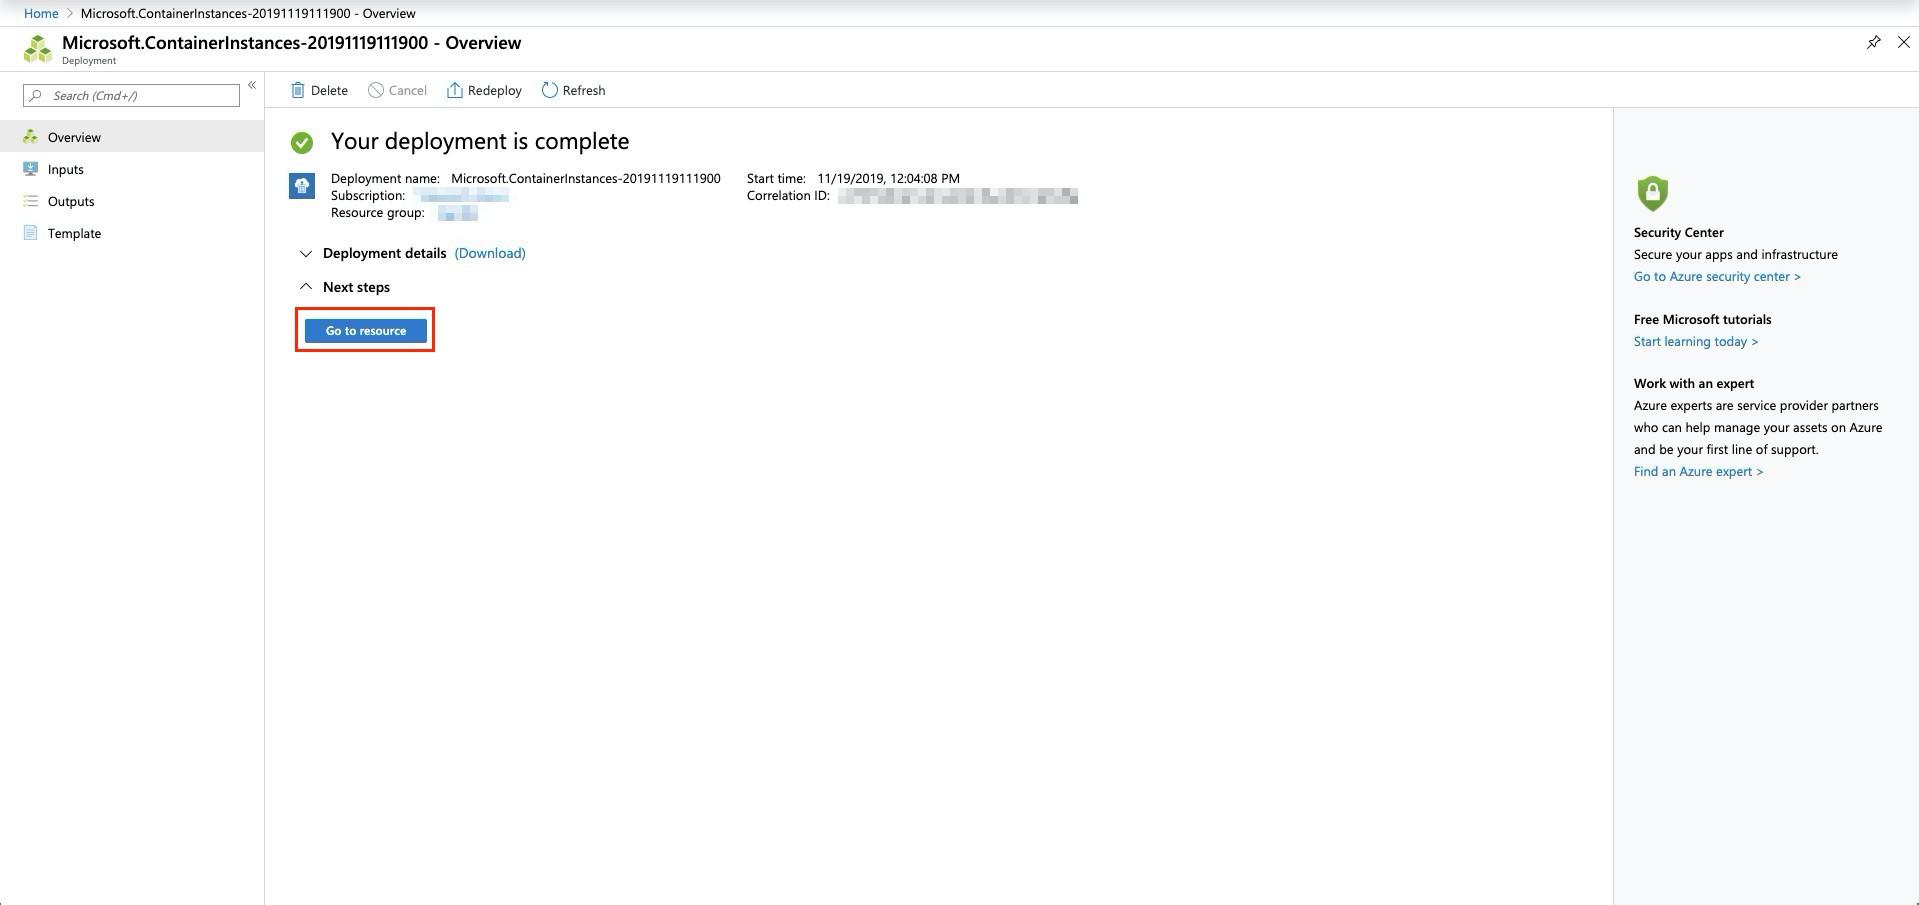 Home > Microsoft.ContainerInstances-20191119111900 - Overview
Microsoft.ContainerInstances-20191119111900 - Overview
Deployment
Search (Cmd+/)
«
Overview
Inputs
Outputs
Template
Delete Cancel Redeploy Refresh
Your deployment is complete
Deployment name: Microsoft.ContainerInstances-20191119111900
Subscription:
Resource group:
Start time: 11/19/2019, 12:04:08 PM
Correlation ID:
Deployment details (Download)
Next steps
Go to resource
Security Center
Secure your apps and infrastructure
Go to Azure security center >
Free Microsoft tutorials
Start learning today >
Work with an expert
Azure experts are service provider partners
who can help manage your assets on Azure
and be your first line of support.
Find an Azure expert >